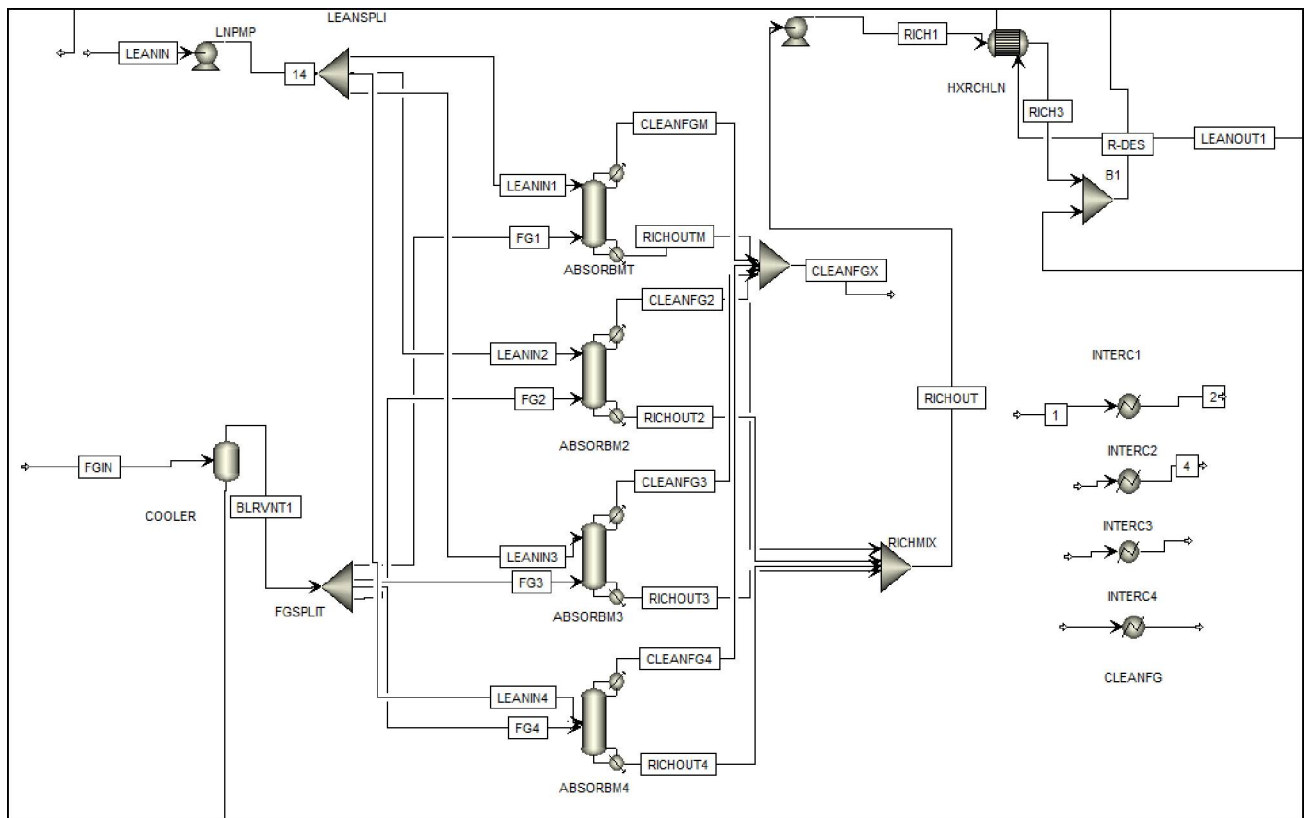 LEANSPLI
LNPMP
LEANIN
14
RICH1
HXRCHLN
RICH3
R-DES
LEANOUT1
B1
CLEANFGM
LEANIN1
FG1
RICHOUTM
ABSORBMT
CLEANFGX
CLEANFG2
LEANIN2
FG2
RICHOUT2
ABSORBM2
INTERC1
1
2
RICHOUT
FGIN
COOLER
BLRVNT1
CLEANFG3
INTERC2
4
LEANIN3
FG3
RICHOUT3
ABSORBM3
FGSPLIT
RICHMIX
INTERC3
INTERC4
CLEANFG4
LEANIN4
FG4
RICHOUT4
ABSORBM4
CLEANFG